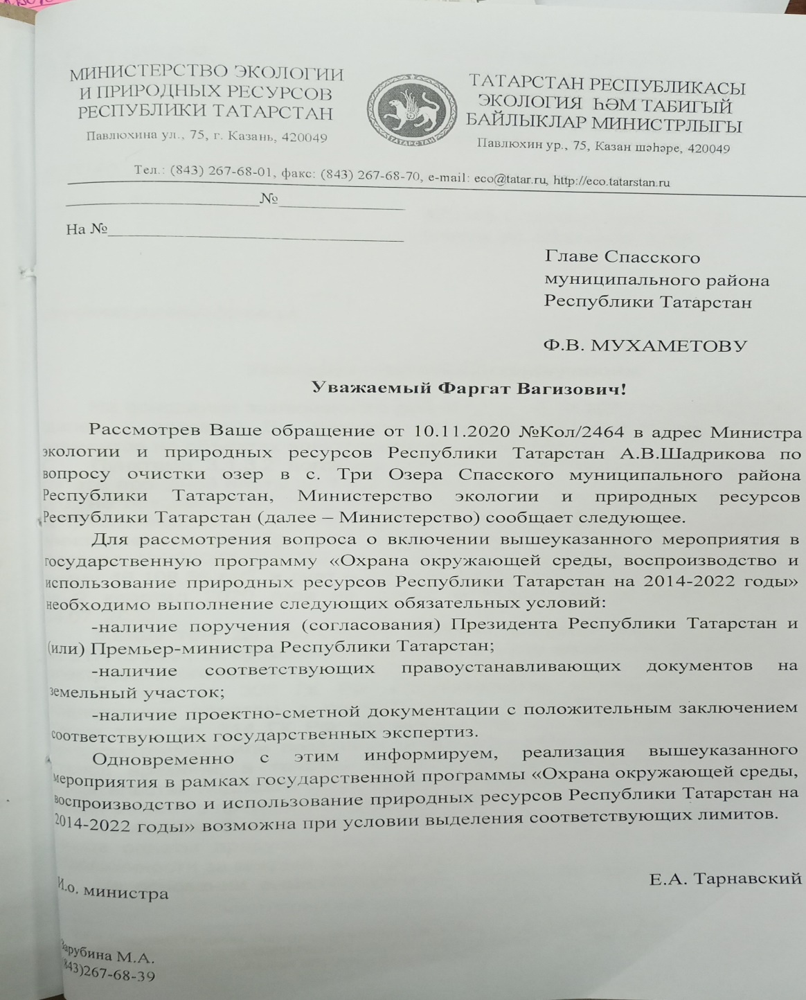 МИНИСТЕРСТВО ЭКОЛОГИИ
И ПРИРОДНЫХ РЕСУРСОВ
РЕСПУБЛИКИ ТАТАРСТАН
Павлюхина ул., 75, г. Казань, 420049
ТАТАРСТАН
ТАТАРСТАН РЕСПУБЛИКАСЫ
ЭКОЛОГИЯ ҺӘМ ТАБИГЫЙ
БАЙЛЫКЛАР МИНИСТРЛЫГЫ
Павлюхин ур., 75, Казан шәһәре, 420049
Тел.: (843) 267-68-01, факс: (843) 267-68-70, e-mail: eco@tatar.ru, http://eco.tatarstan.ru
№
На №
Главе Спасского
муниципального района
Республики Татарстан
Ф.В. МУХАМЕТОВУ
Уважаемый Фаргат Вагизович!
Рассмотрев Ваше обращение от 10.11.2020 №Кол/2464 в адрес Министра
экологии и природных ресурсов Республики Татарстан А.В.Шадрикова по
вопросу очистки озер в с. Три Озера Спасского муниципального района
Республики Татарстан, Министерство экологии и природных ресурсов
Республики Татарстан (далее – Министерство) сообщает следующее.
Для рассмотрения вопроса о включении вышеуказанного мероприятия в
государственную программу «Охрана окружающей среды, воспроизводство и
использование природных ресурсов Республики Татарстан на 2014-2022 годы»
необходимо выполнение следующих обязательных условий:
-наличие поручения (согласования) Президента Республики Татарстан и
(или) Премьер-министра Республики Татарстан;
-наличие соответствующих правоустанавливающих документов на
земельный участок;
-наличие проектно-сметной документации с положительным заключением
соответствующих государственных экспертиз.
Одновременно с этим информируем, реализация вышеуказанного
мероприятия в рамках государственной программы «Охрана окружающей среды,
воспроизводство и использование природных ресурсов Республики Татарстан на
2014-2022 годы» возможна при условии выделения соответствующих лимитов.
И.о. министра
Е.А. Тарнавский
Зарубина М.А.
(843)267-68-39